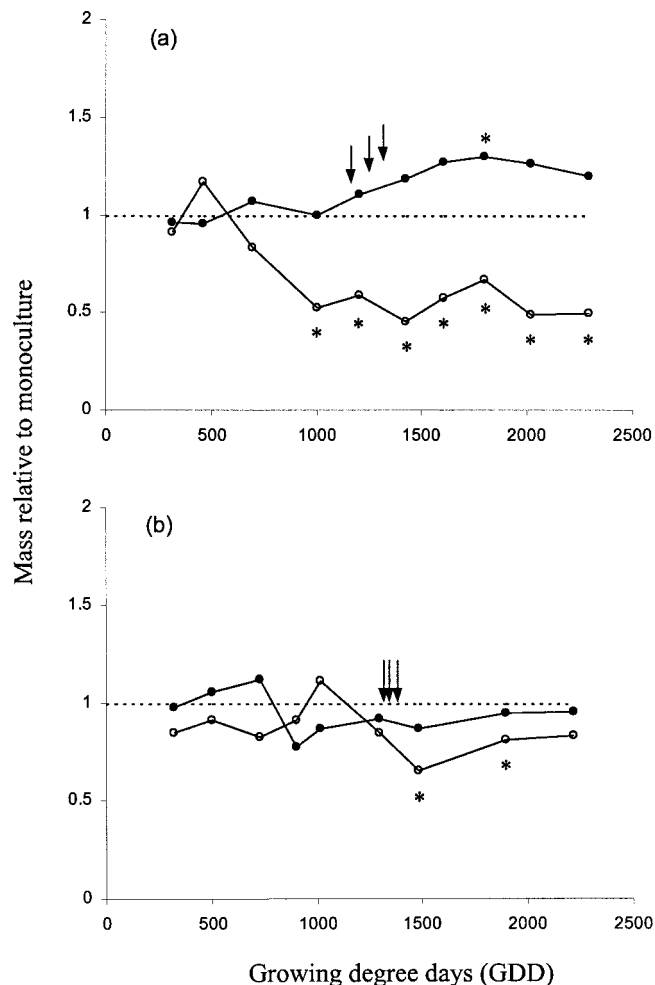 2
(a)
1.5
*
1
0.5
* * * * * * *
0
0 500 1000 1500 2000 2500
Mass relative to monoculture
2
(b)
1.5
1
0.5
* *
0
0 500 1000 1500 2000 2500
Growing degree days (GDD)